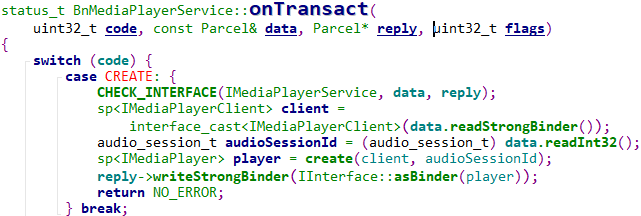 status_t BnMediaPlayerService::onTransact(
    uint32_t code, const Parcel& data, Parcel* reply, uint32_t flags)
{
    switch (code) {
        case CREATE: {
            CHECK_INTERFACE(IMediaPlayerService, data, reply);
            sp<IMediaPlayerClient> client =
                interface_cast<IMediaPlayerClient>(data.readStrongBinder());
            audio_session_t audioSessionId = (audio_session_t) data.readInt32();
            sp<IMediaPlayer> player = create(client, audioSessionId);
            reply->writeStrongBinder(IInterface::asBinder(player));
            return NO_ERROR;
        } break;